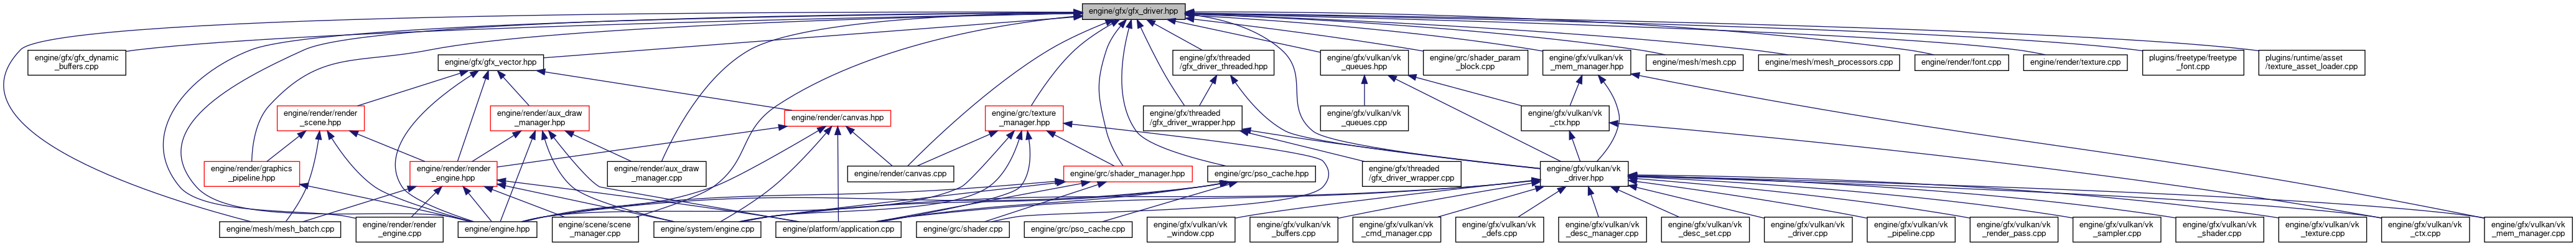 engine/gfx/gfx_driver.hpp
engine/gfx/gfx_dynamic
_buffers.cpp
engine/gfx/gfx_vector.hpp
engine/gfx/threaded
/gfx_driver_threaded.hpp
engine/gfx/vulkan/vk
_queues.hpp
engine/grc/shader_param
_block.cpp
engine/gfx/vulkan/vk
_mem_manager.hpp
engine/mesh/mesh.cpp
engine/mesh/mesh_processors.cpp
engine/render/font.cpp
engine/render/texture.cpp
plugins/freetype/freetype
_font.cpp
plugins/runtime/asset
/texture_asset_loader.cpp
engine/render/render
_scene.hpp
engine/render/aux_draw
_manager.hpp
engine/render/canvas.hpp
engine/grc/texture
_manager.hpp
engine/gfx/threaded
/gfx_driver_wrapper.hpp
engine/gfx/vulkan/vk
_queues.cpp
engine/gfx/vulkan/vk
_ctx.hpp
engine/render/graphics
_pipeline.hpp
engine/render/render
_engine.hpp
engine/render/aux_draw
_manager.cpp
engine/render/canvas.cpp
engine/grc/shader_manager.hpp
engine/grc/pso_cache.hpp
engine/gfx/threaded
/gfx_driver_wrapper.cpp
engine/gfx/vulkan/vk
_driver.hpp
engine/mesh/mesh_batch.cpp
engine/render/render
_engine.cpp
engine/engine.hpp
engine/scene/scene
_manager.cpp
engine/system/engine.cpp
engine/platform/application.cpp
engine/grc/shader.cpp
engine/grc/pso_cache.cpp
engine/gfx/vulkan/vk
_window.cpp
engine/gfx/vulkan/vk
_buffers.cpp
engine/gfx/vulkan/vk
_cmd_manager.cpp
engine/gfx/vulkan/vk
_defs.cpp
engine/gfx/vulkan/vk
_desc_manager.cpp
engine/gfx/vulkan/vk
_desc_set.cpp
engine/gfx/vulkan/vk
_driver.cpp
engine/gfx/vulkan/vk
_pipeline.cpp
engine/gfx/vulkan/vk
_render_pass.cpp
engine/gfx/vulkan/vk
_sampler.cpp
engine/gfx/vulkan/vk
_shader.cpp
engine/gfx/vulkan/vk
_texture.cpp
engine/gfx/vulkan/vk
_ctx.cpp
engine/gfx/vulkan/vk
_mem_manager.cpp